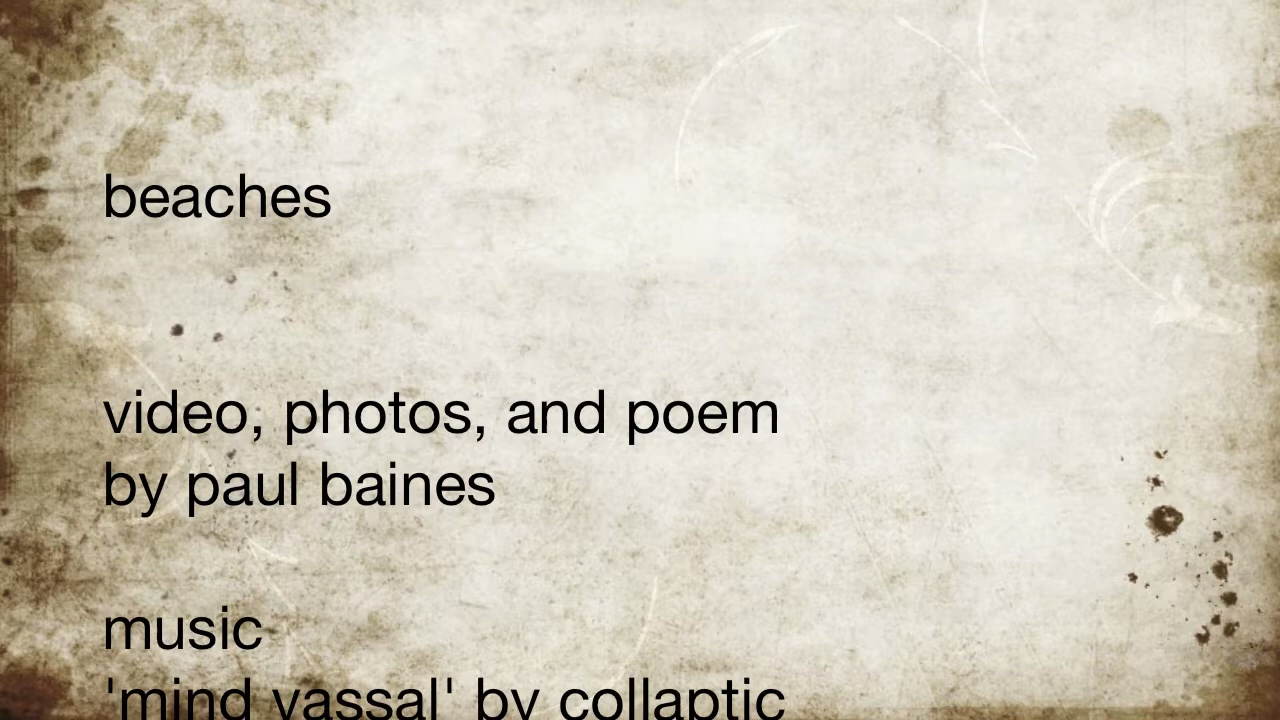 beaches
video, photos, and poem
by paul baines
music
'mind vassal' by collaptic